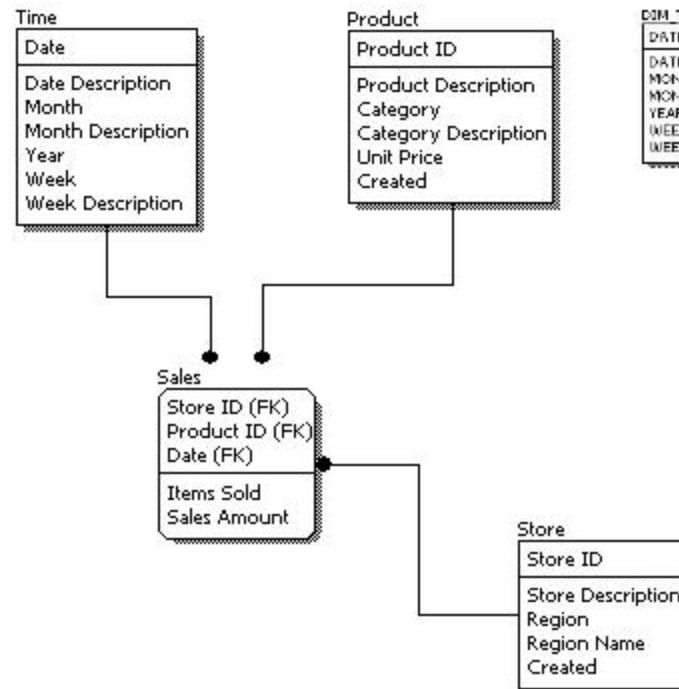 Time
Date
Date Description
Month
Month Description
Year
Week
Week Description
Product
Product ID
Product Description
Category
Category Description
Unit Price
Created
Sales
Store ID (FK)
Product ID (FK)
Date (FK)
Items Sold
Sales Amount
Store
Store ID
Store Description
Region
Region Name
Created